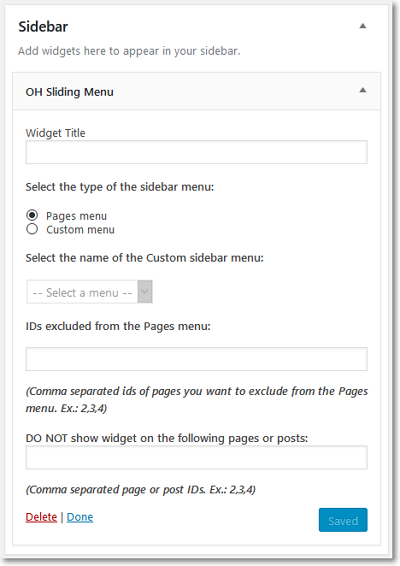 Sidebar
Add widgets here to appear in your sidebar.
OH Sliding Menu
Widget Title
Select the type of the sidebar menu:
Pages menu
Custom menu
Select the name of the Custom sidebar menu:
-- Select a menu --
IDs excluded from the Pages menu:
(Comma separated ids of pages you want to exclude from the Pages
menu. Ex.: 2,3,4)
DO NOT show widget on the following pages or posts:
(Comma separated page or post IDs. Ex.: 2,3,4)
Delete | Done Saved